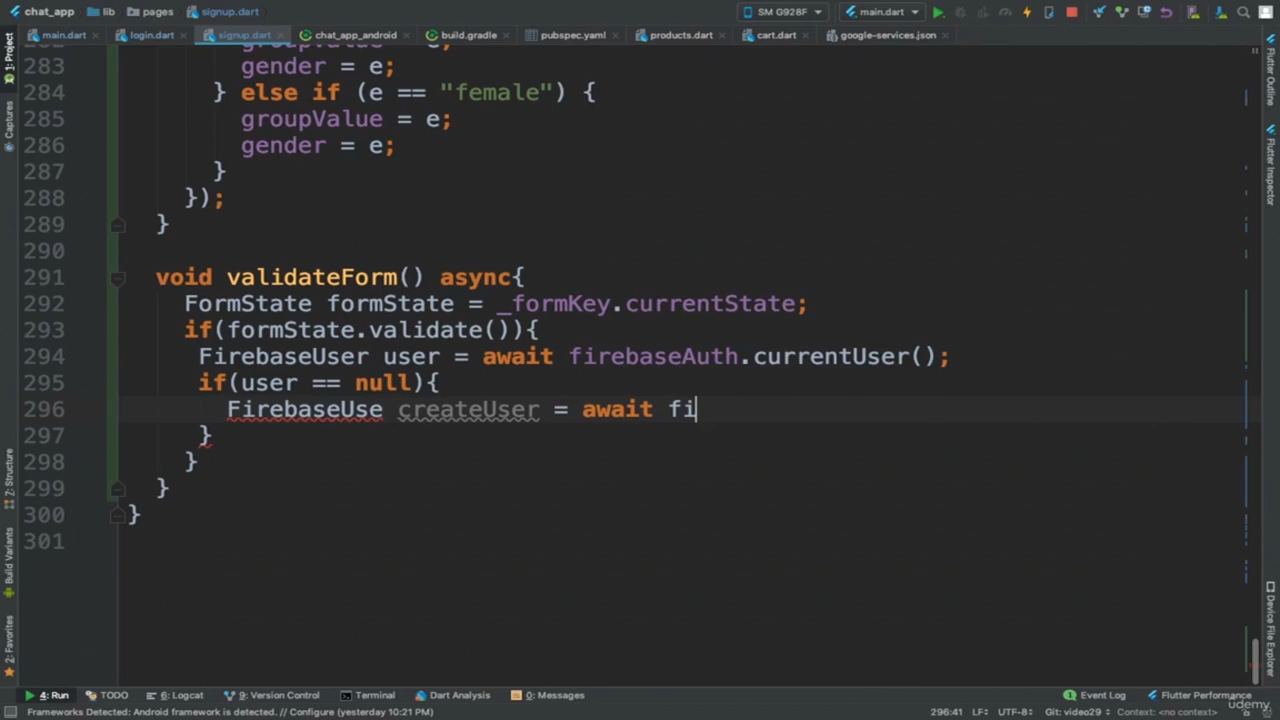 chat_app lib pages signup.dart SM G928F main.dart
main.dart login.dart signup.dart chat_app_android build.gradle pubspec.yaml products.dart cart.dart google-services.json
283 gender = e;
284 } else if (e == "female") {
285 groupValue = e;
286 gender = e;
287 }
288 });
289 }
290
291 void validateForm() async{
292 FormState formState = _formKey.currentState;
293 if(formState.validate()){
294 FirebaseUser user = await firebaseAuth.currentUser();
295 if(user == null){
296 FirebaseUse createUser = await fi
297 }
298 }
299 }
300 }
301
1: Project
Captures
7: Structure
Build Variants
2: Favorites
Flutter Outline
Flutter Inspector
Device File Explorer
4: Run TODO 6: Logcat 9: Version Control Terminal Dart Analysis 0: Messages Event Log Flutter Performance
Frameworks Detected: Android framework is detected. // Configure (yesterday 10:21 PM) 296:41 LF UTF-8 Git: video29 Context: <no context>
udemy